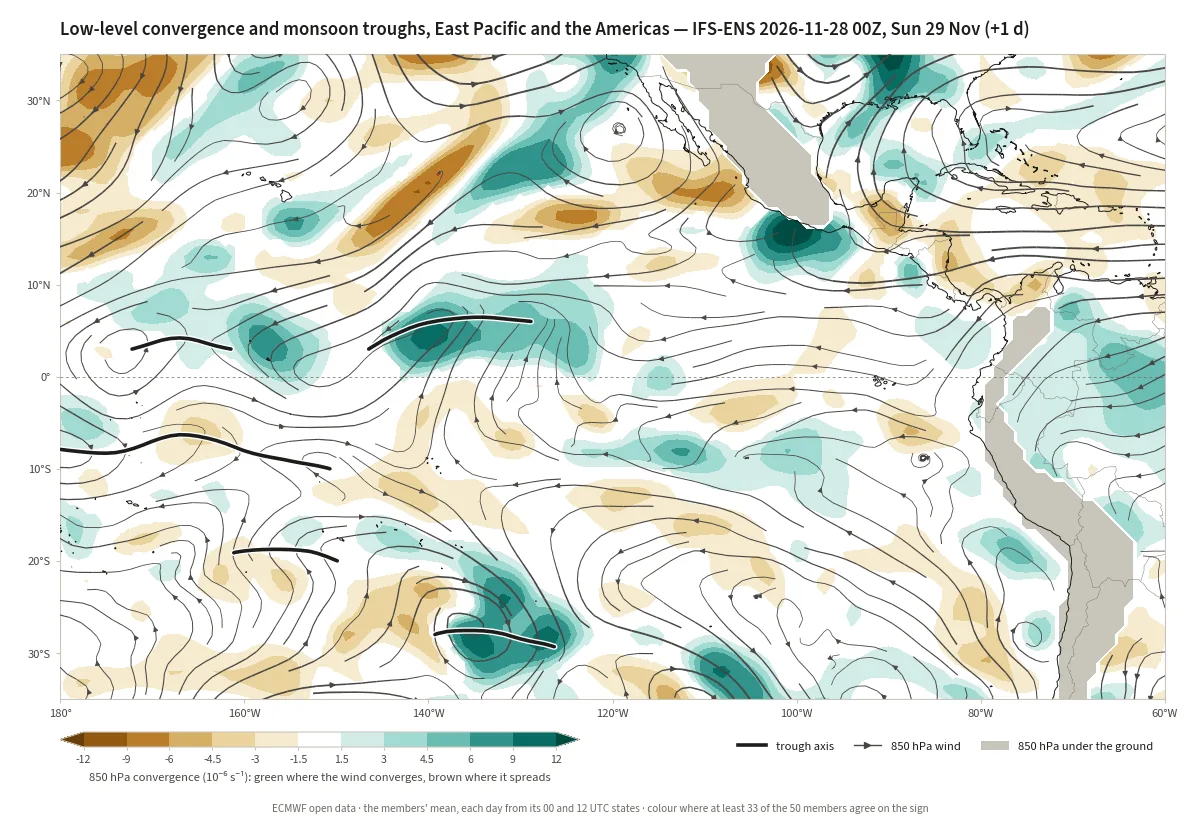 Low-level convergence and monsoon troughs, East Pacific and the Americas — IFS-ENS 2026-11-28 00Z, Sun 29 Nov (+1 d)
30°N
20°N
10°N
0°
10°S
20°S
30°S
180°
160°W
140°W
120°W
100°W
80°W
60°W
-12
-9
-6
-4.5
-3
-1.5
1.5
3
4.5
6
9
12
850 hPa convergence (10⁻⁶ s⁻¹): green where the wind converges, brown where it spreads
trough axis
850 hPa wind
850 hPa under the ground
ECMWF open data · the members' mean, each day from its 00 and 12 UTC states · colour where at least 33 of the 50 members agree on the sign